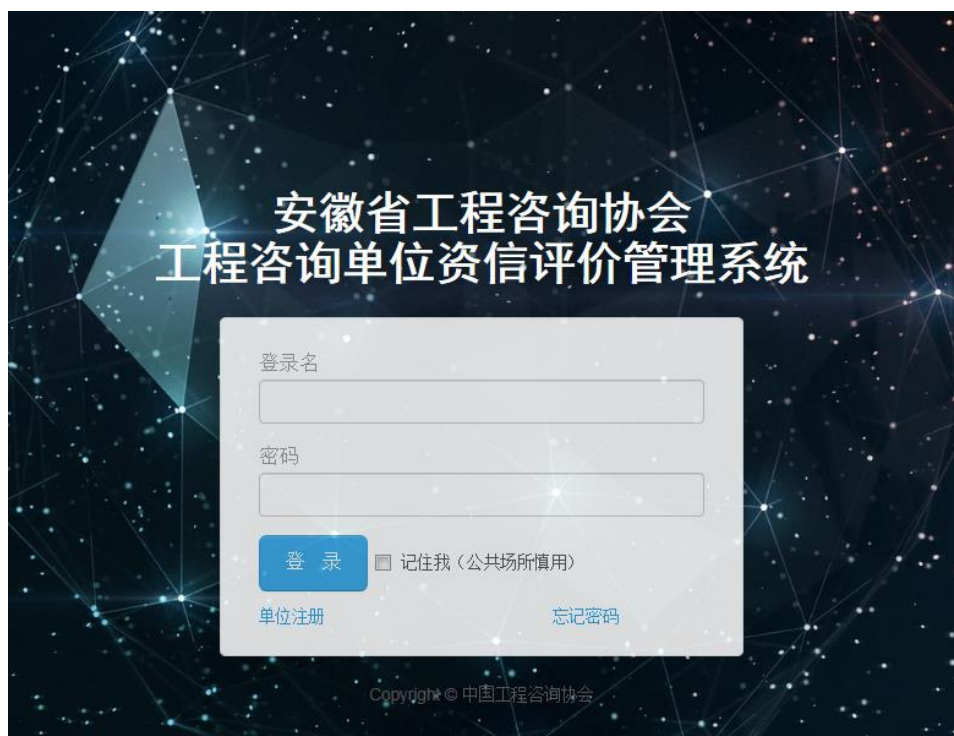 安徽省工程咨询协会
工程咨询单位资信评价管理系统
登录名
密码
登 录 记住我（公共场所慎用）
单位注册 忘记密码
Copyright © 中国工程咨询协会